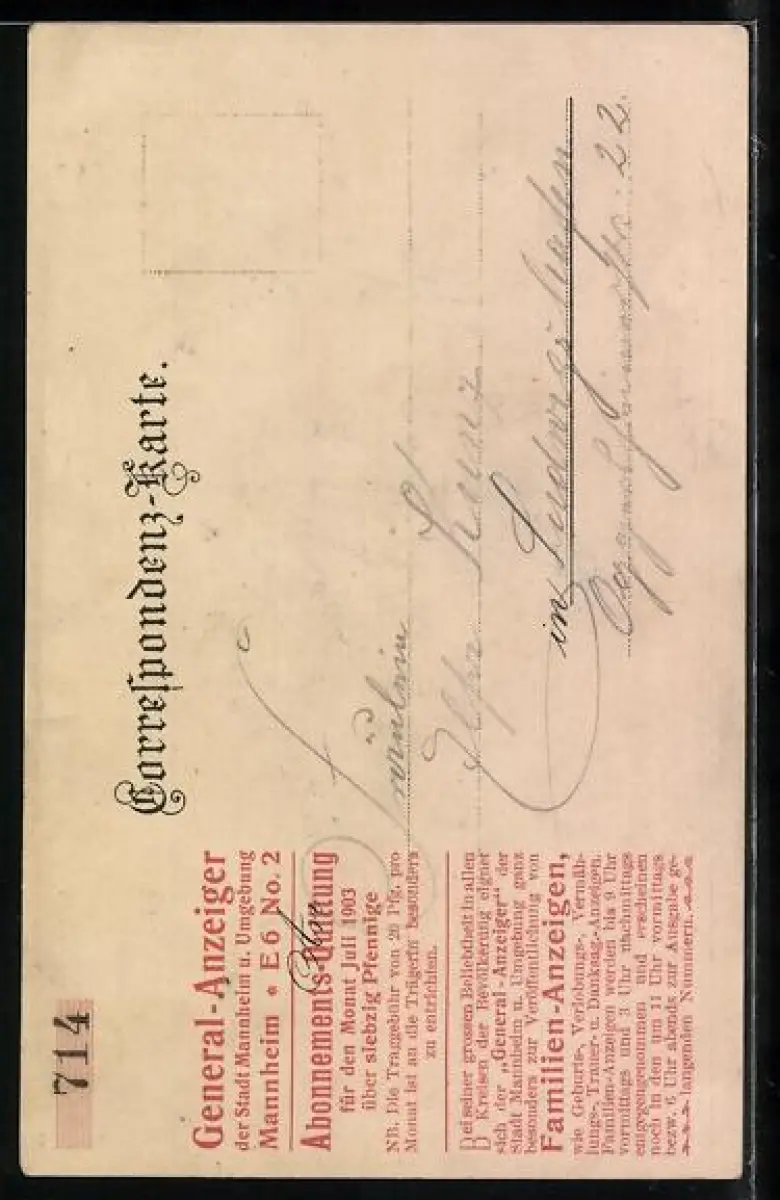 714
General-Anzeiger
der Stadt Mannheim u. Umgebung
Mannheim * E 6 No. 2
Abonnements-Quittung
für den Monat Juli 1903
über siebzig Pfennige
NB. Die Traggebühr von 20 Pfg. pro
Monat ist an die Trägerin besonders
zu entrichten.
Bei seiner grossen Beliebtheit in allen
Kreisen der Bevölkerung eignet
sich der „General-Anzeiger“ der
Stadt Mannheim u. Umgebung ganz
besonders zur Veröffentlichung von
Familien-Anzeigen,
wie Geburts-, Verlobungs-, Vermäh-
lungs-, Trauer- u. Danksag.-Anzeigen.
Familien-Anzeigen werden bis 9 Uhr
vormittags und 3 Uhr nachmittags
entgegengenommen und erscheinen
noch in den um 11 Uhr vormittags
bezw. 6 Uhr abends zur Ausgabe ge-
langenden Nummern.
Correspondenz-Karte.
Fräulein
Elsa
in Ludwigshafen
22.